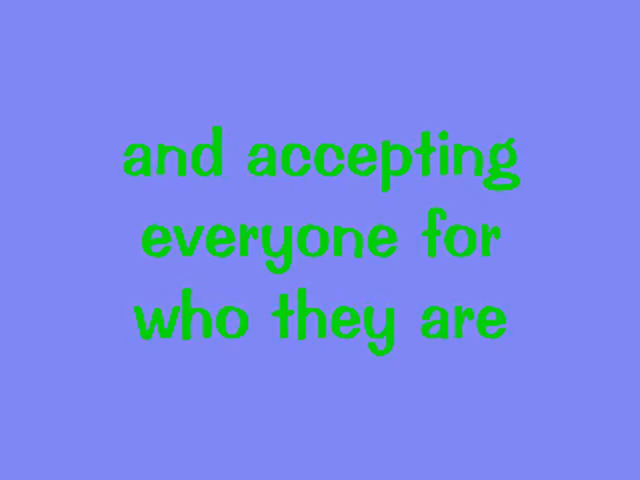 and accepting
everyone for
who they are